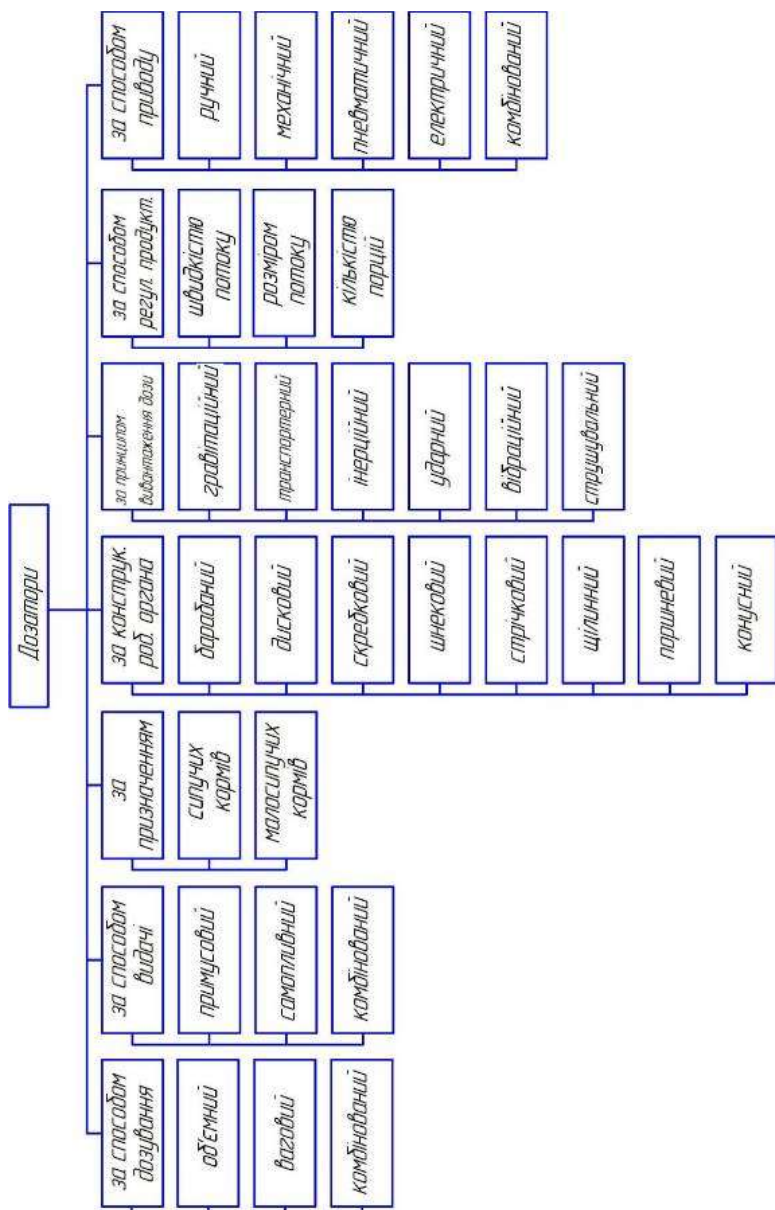 Дозатори
за способом
дозування
об'ємний
ваговий
комбінований
за способом
видачі
примусовий
самопливний
комбінований
за
призначенням
сипучих
кормів
малосипучих
кормів
за конструк.
роб. органа
барабаний
дисковий
скребковий
шнековий
стрічковий
щілинний
поршневий
конусний
за принципом
вивантаження дози
гравітаційний
транспортерний
інерційний
ударний
вібраційний
струшувальний
за способом
регул. продукт.
швидкістю
потоку
розміром
потоку
кількістю
порцій
за способом
приводу
ручний
механічний
пневматичний
електричний
комбінований